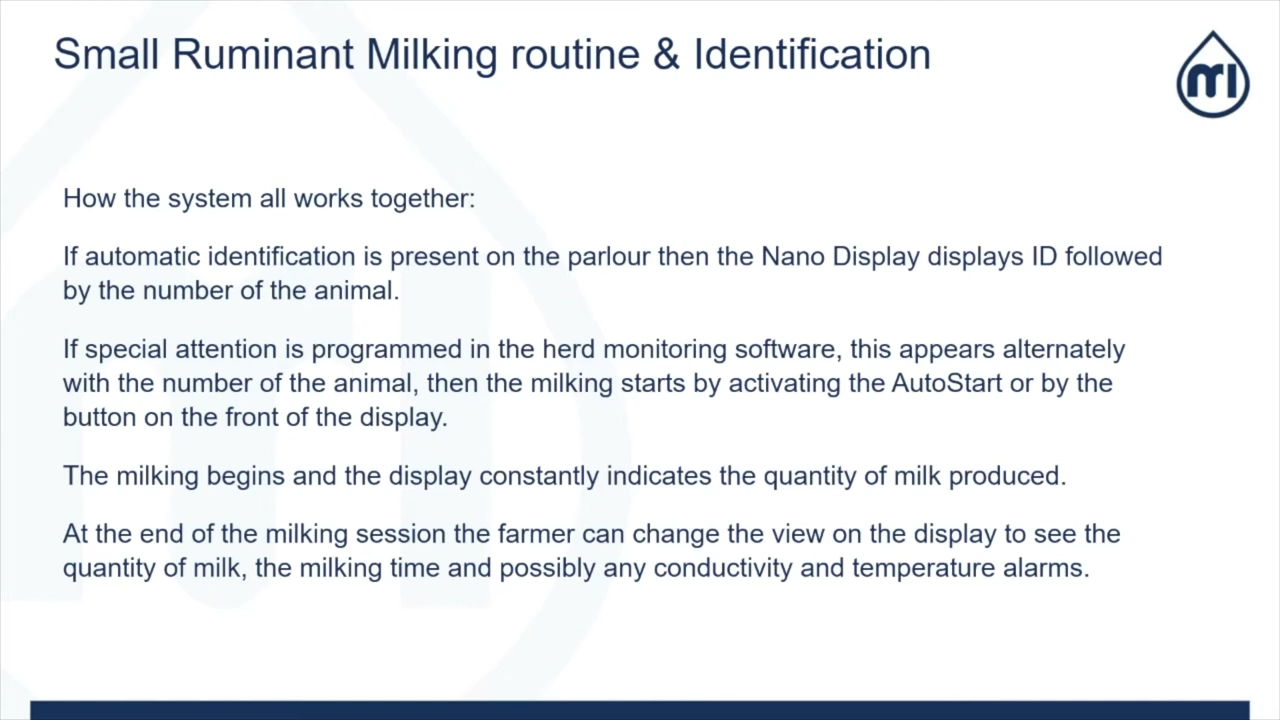 Small Ruminant Milking routine & Identification
mI
How the system all works together:
If automatic identification is present on the parlour then the Nano Display displays ID followed
by the number of the animal.
If special attention is programmed in the herd monitoring software, this appears alternately
with the number of the animal, then the milking starts by activating the AutoStart or by the
button on the front of the display.
The milking begins and the display constantly indicates the quantity of milk produced.
At the end of the milking session the farmer can change the view on the display to see the
quantity of milk, the milking time and possibly any conductivity and temperature alarms.